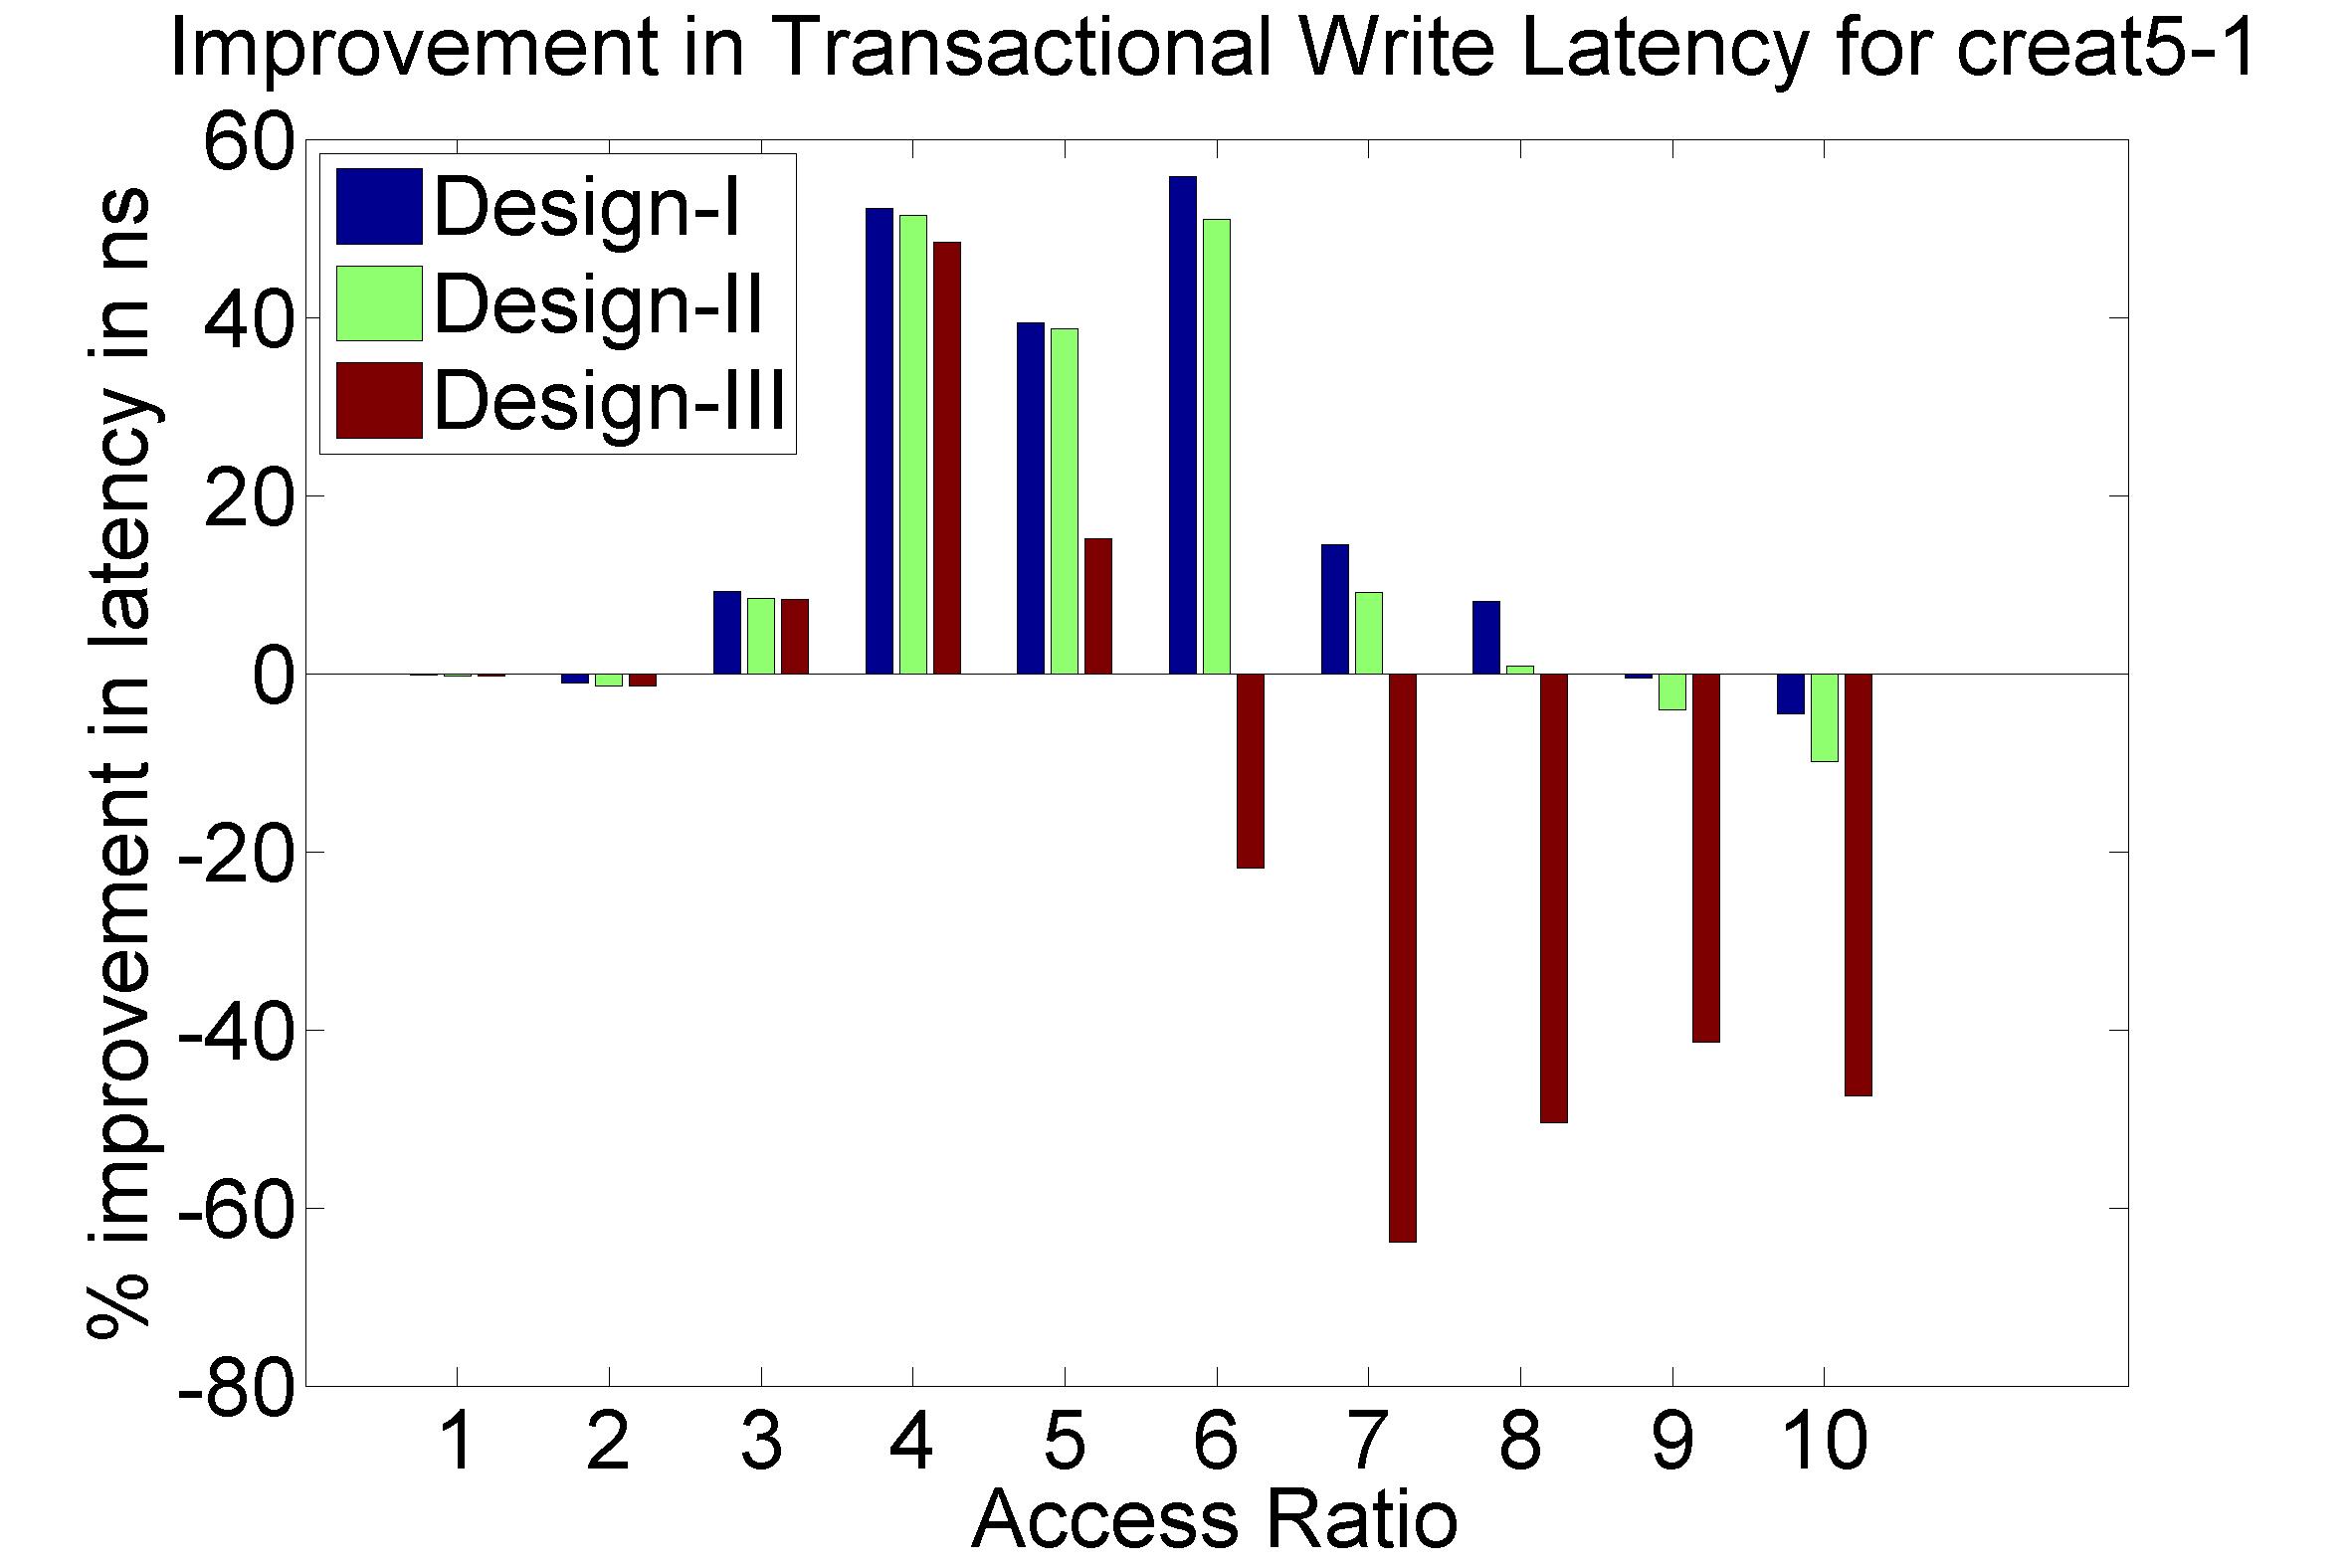 Improvement in Transactional Write Latency for creat5-1
% improvement in latency in ns
60
40
20
0
-20
-40
-60
-80
Design-I
Design-II
Design-III
1 2 3 4 5 6 7 8 9 10
Access Ratio